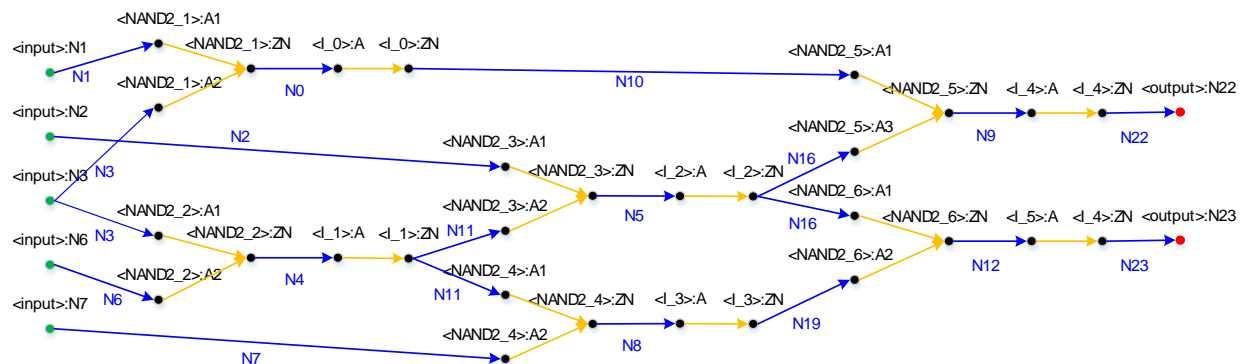 <NAND2_1>:A1
<input>:N1
<NAND2_1>:ZN
<I_0>:A
<I_0>:ZN
<NAND2_5>:A1
N1
<NAND2_1>:A2
N0
N10
<NAND2_5>:ZN
<I_4>:A
<I_4>:ZN
<output>:N22
<input>:N2
N2
<NAND2_3>:A1
<NAND2_5>:A3
N9
N22
N3
<input>:N3
<NAND2_3>:ZN
<I_2>:A
<I_2>:ZN
N16
<NAND2_6>:A1
N3
<NAND2_2>:A1
<NAND2_3>:A2
N5
N16
<NAND2_6>:ZN
<I_5>:A
<I_4>:ZN
<output>:N23
<input>:N6
<NAND2_2>:ZN
<I_1>:A
<I_1>:ZN
N11
<NAND2_6>:A2
N12
N23
N6
<NAND2_2>:A2
N4
N11
<NAND2_4>:A1
<input>:N7
<NAND2_4>:ZN
<I_3>:A
<I_3>:ZN
N19
N7
<NAND2_4>:A2
N8